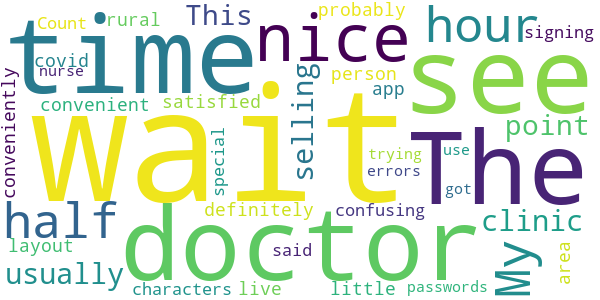 Count rural This probably
time nice hour signing
covid
nurse person see
conveniently convenient satisfied selling app
wait The point
special trying use
errors got
half doctor definitely confusing clinic
layout said My area
usually characters live little passwords